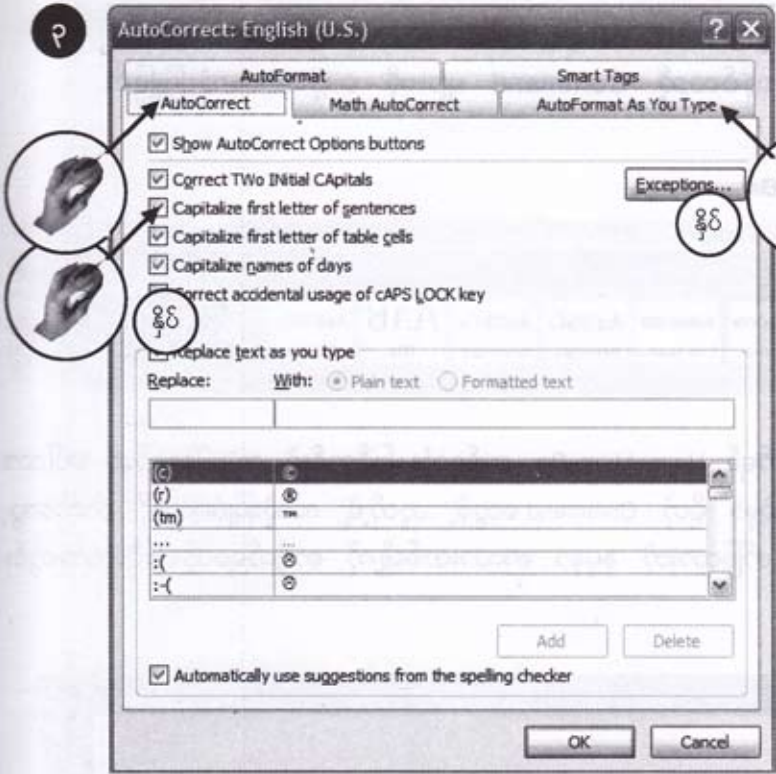 ၃
AutoCorrect: English (U.S.)
AutoFormat Smart Tags
AutoCorrect Math AutoCorrect AutoFormat As You Type
Show AutoCorrect Options buttons
Correct TWo INitial CApitals
Exceptions...
Capitalize first letter of sentences
နှိပ်
Capitalize first letter of table cells
Capitalize names of days
Correct accidental usage of cAPS LOCK key
နှိပ်
Replace text as you type
Replace: With: Plain text Formatted text
(c) ©
(r) ®
(tm) ™
... …
:( ☹
:-( ☹
Add Delete
Automatically use suggestions from the spelling checker
OK Cancel